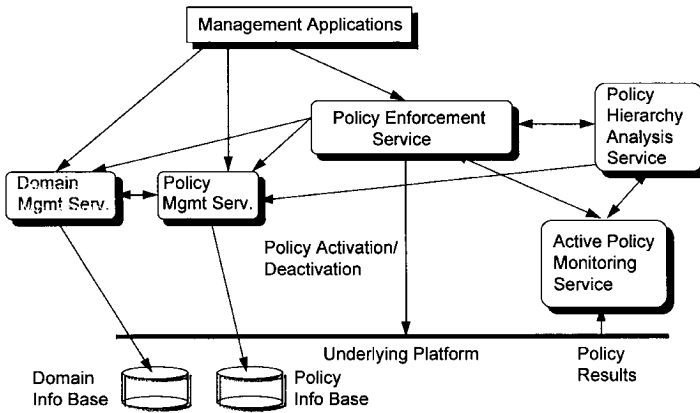 Management Applications
Policy Enforcement
Service
Policy
Hierarchy
Analysis
Service
Domain
Mgmt Serv.
Policy
Mgmt Serv.
Policy Activation/
Deactivation
Active Policy
Monitoring
Service
Underlying Platform
Policy
Results
Domain
Info Base
Policy
Info Base